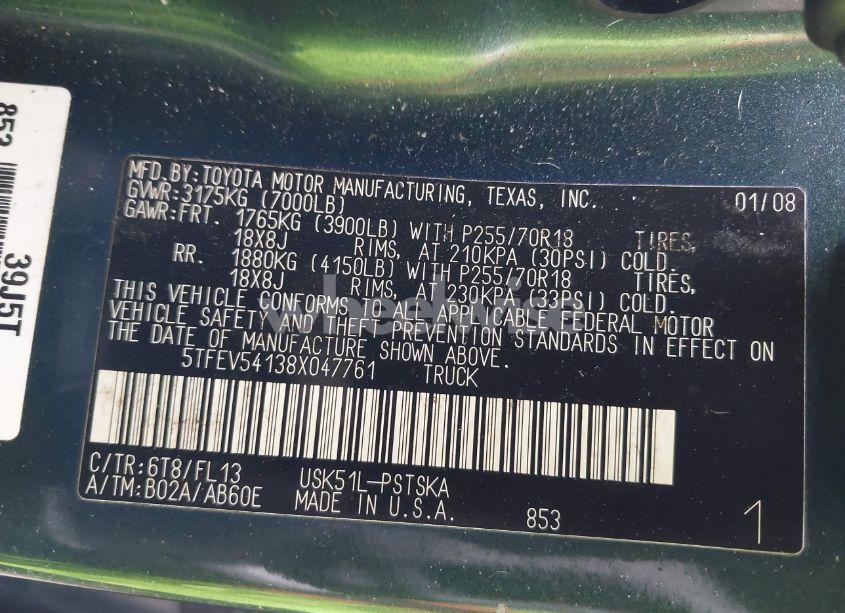 MFD. BY: TOYOTA MOTOR MANUFACTURING, TEXAS, INC. 01/08
GVWR: 3175KG (7000LB)
GAWR: FRT. 1765KG (3900LB) WITH P255/70R18 TIRES,
18X8J RIMS, AT 210KPA (30PSI) COLD.
RR. 1880KG (4150LB) WITH P255/70R18 TIRES,
18X8J RIMS, AT 230KPA (33PSI) COLD.
THIS VEHICLE CONFORMS TO ALL APPLICABLE FEDERAL MOTOR
VEHICLE SAFETY AND THEFT PREVENTION STANDARDS IN EFFECT ON
THE DATE OF MANUFACTURE SHOWN ABOVE.
5TFEV54138X047761 TRUCK
C/TR: 6T8/FL13 USK51L-PSTSKA
A/TM: B02A/AB60E MADE IN U.S.A. 853 1
853
39J5T